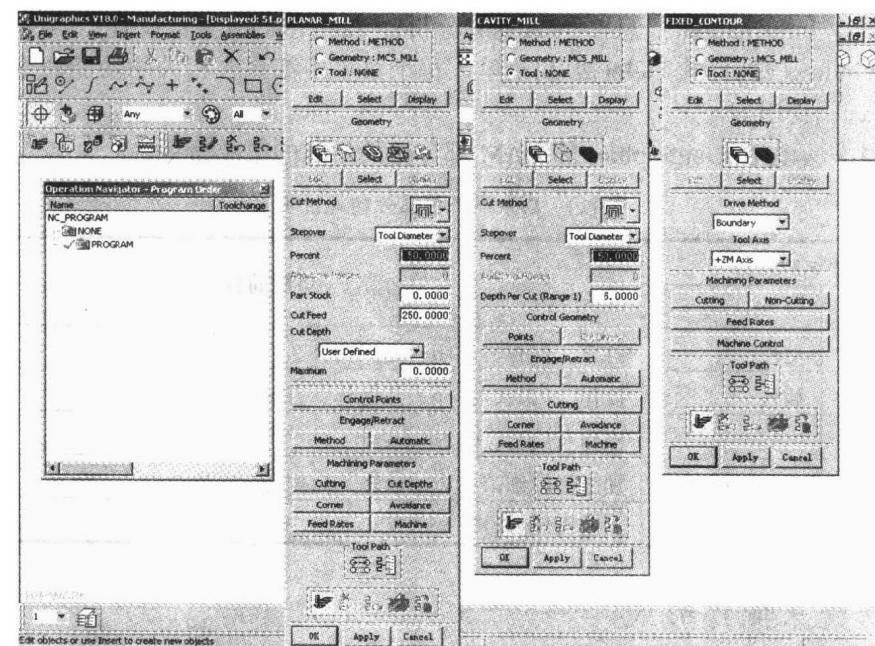 Unigraphics V18.0 - Manufacturing - [Displayed: 51.p
File Edit View Insert Format Tools Assemblies
Any
All
Operation Navigator - Program Order
Name Toolchange
NC_PROGRAM
NONE
PROGRAM
1
Edit objects or use Insert to create new objects
PLANAR_MILL
Method : METHOD
Geometry : MCS_MILL
Tool : NONE
Edit Select Display
Geometry
Edit Select Display
Cut Method
Stepover Tool Diameter
Percent 50.0000
Part Stock 0.0000
Cut Feed 250.0000
Cut Depth
User Defined
Maximum 0.0000
Control Points
Engage/Retract
Method Automatic
Machining Parameters
Cutting Cut Depths
Corner Avoidance
Feed Rates Machine
Tool Path
OK Apply Cancel
CAVITY_MILL
Method : METHOD
Geometry : MCS_MILL
Tool : NONE
Edit Select Display
Geometry
Edit Select Display
Cut Method
Stepover Tool Diameter
Percent 50.0000
Depth Per Cut (Range 1) 6.0000
Control Geometry
Points
Engage/Retract
Method Automatic
Cutting
Corner Avoidance
Feed Rates Machine
Tool Path
OK Apply Cancel
FIXED_CONTOUR
Method : METHOD
Geometry : MCS_MILL
Tool : NONE
Edit Select Display
Geometry
Edit Select Display
Drive Method
Boundary
Tool Axis
+ZM Axis
Machining Parameters
Cutting Non-Cutting
Feed Rates
Machine Control
Tool Path
OK Apply Cancel